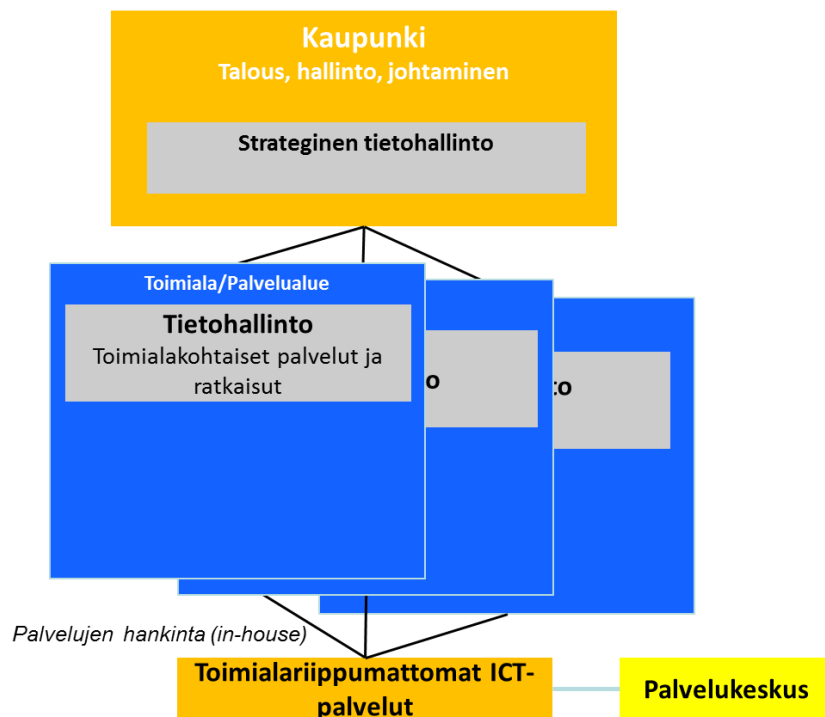 Kaupunki
Talous, hallinto, johtaminen
Strateginen tietohallinto
Toimiala/Palvelualue
Tietohallinto
Toimialakohtaiset palvelut ja
ratkaisut
Palvelujen hankinta (in-house)
Toimialariippumattomat ICT-
palvelut
Palvelukeskus